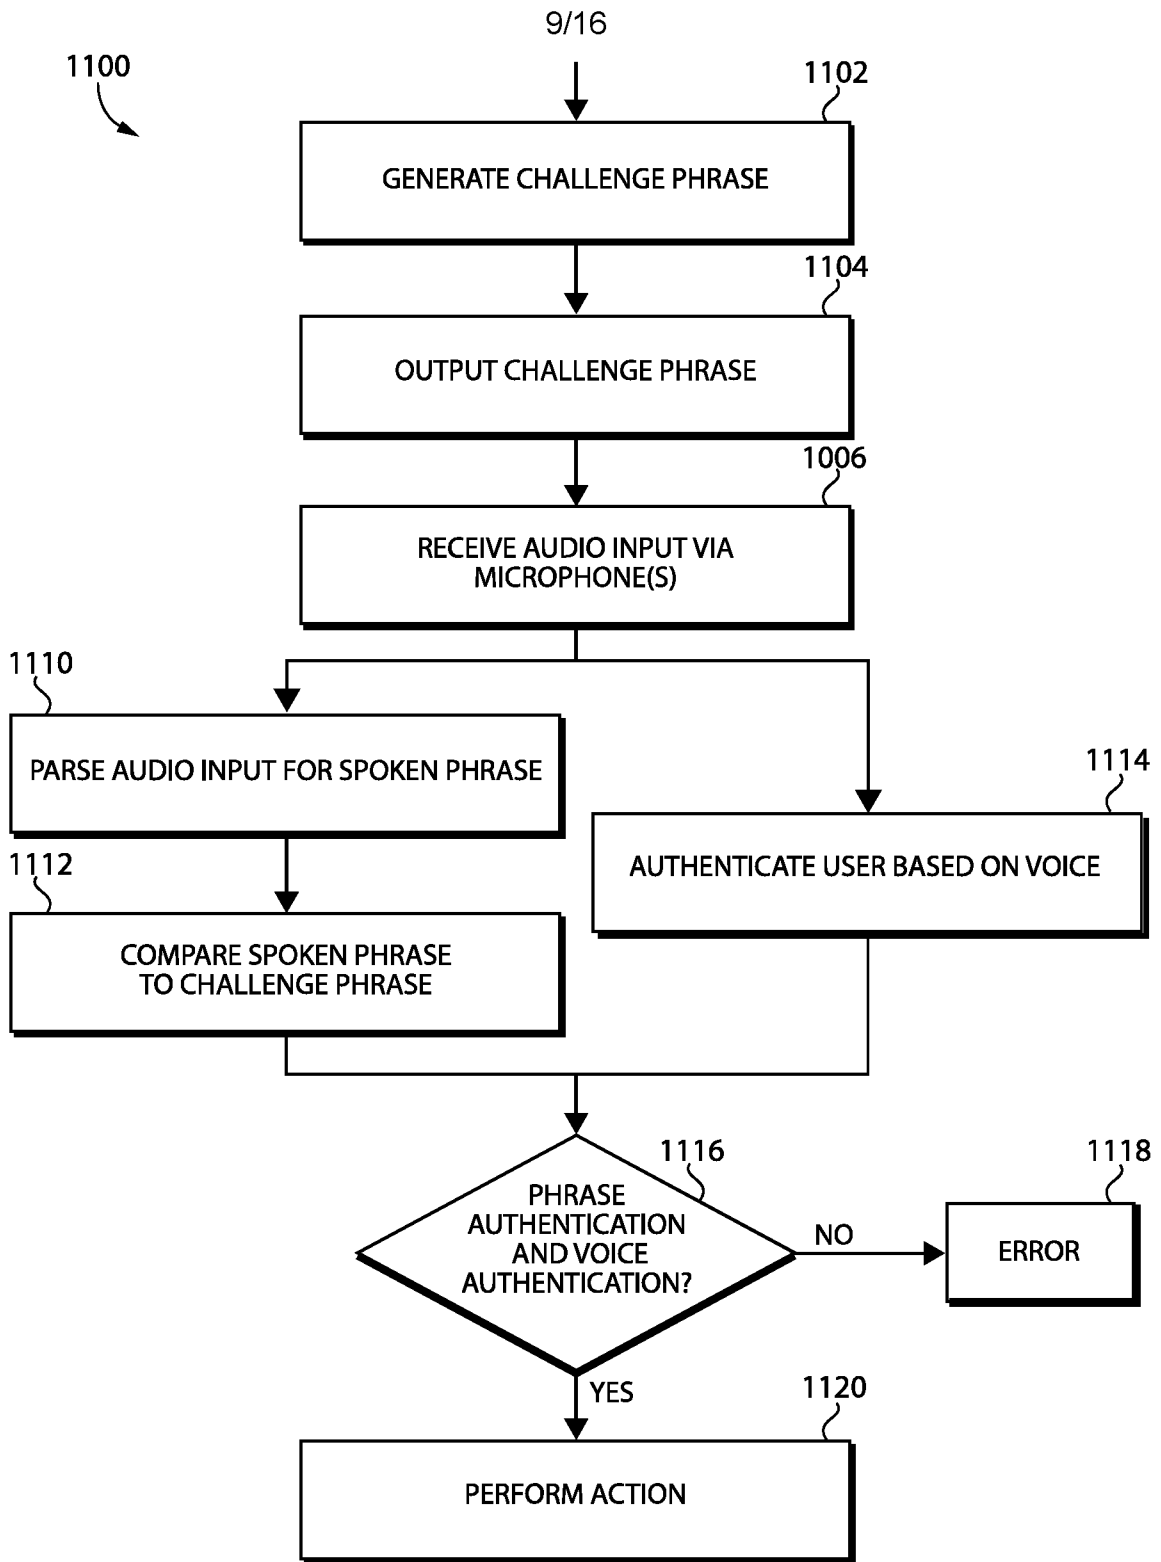 9/16
1100
1102
GENERATE CHALLENGE PHRASE
1104
OUTPUT CHALLENGE PHRASE
1006
RECEIVE AUDIO INPUT VIA
MICROPHONE(S)
1110
PARSE AUDIO INPUT FOR SPOKEN PHRASE
1114
AUTHENTICATE USER BASED ON VOICE
1112
COMPARE SPOKEN PHRASE
TO CHALLENGE PHRASE
1116
PHRASE
AUTHENTICATION
AND VOICE
AUTHENTICATION?
NO
1118
ERROR
YES
1120
PERFORM ACTION